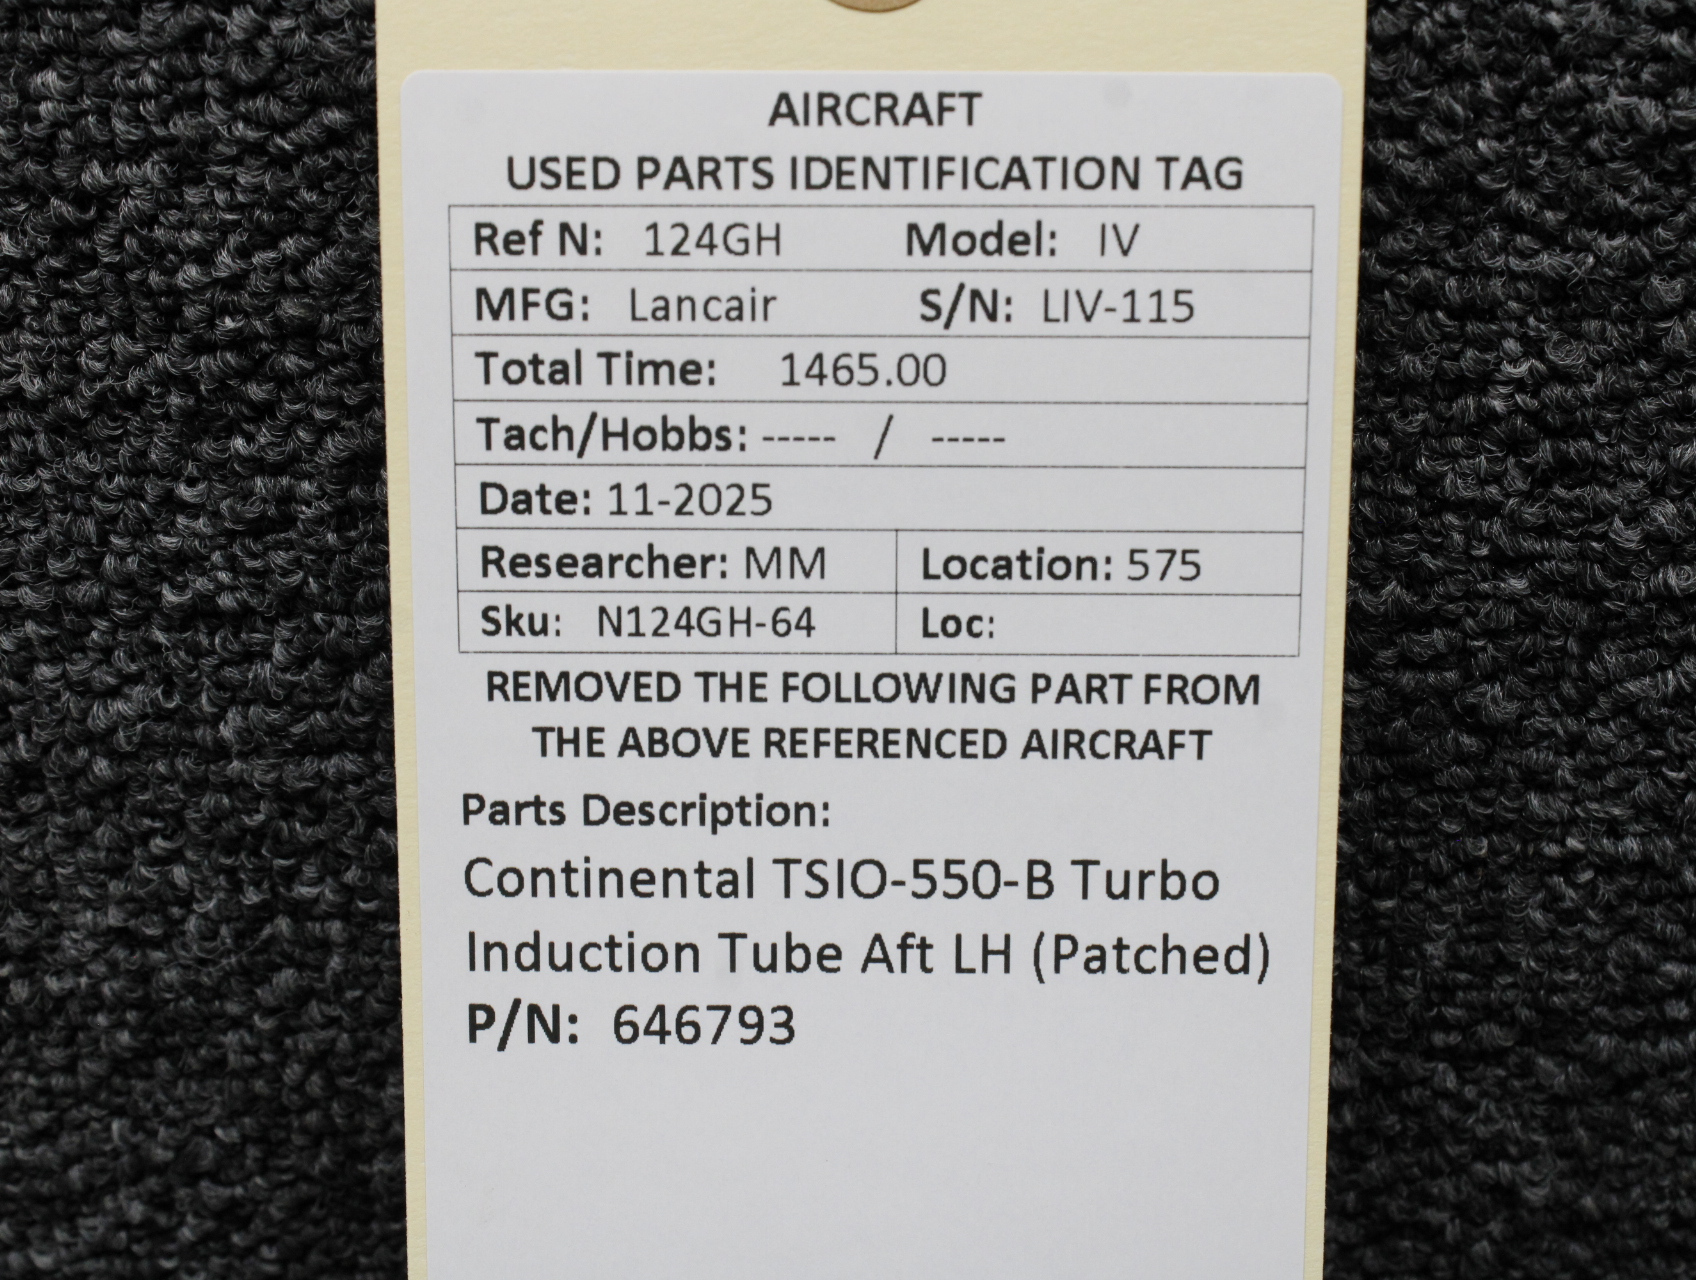 AIRCRAFT
USED PARTS IDENTIFICATION TAG
Ref N: 124GH Model: IV
MFG: Lancair S/N: LIV-115
Total Time: 1465.00
Tach/Hobbs: ----- / -----
Date: 11-2025
Researcher: MM Location: 575
Sku: N124GH-64 Loc:
REMOVED THE FOLLOWING PART FROM
THE ABOVE REFERENCED AIRCRAFT
Parts Description:
Continental TSIO-550-B Turbo
Induction Tube Aft LH (Patched)
P/N: 646793